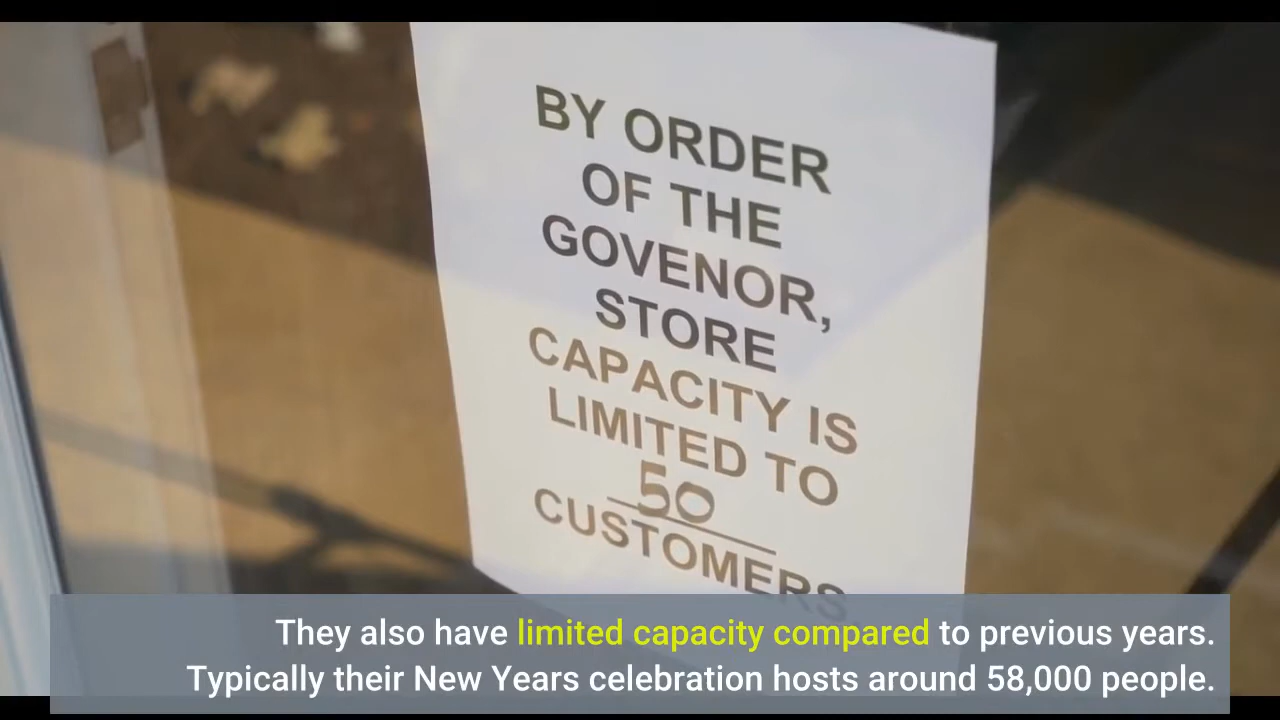 BY ORDER
OF THE
GOVENOR,
STORE
CAPACITY IS
LIMITED TO
50
CUSTOMERS.
They also have limited capacity compared to previous years.
Typically their New Years celebration hosts around 58,000 people.